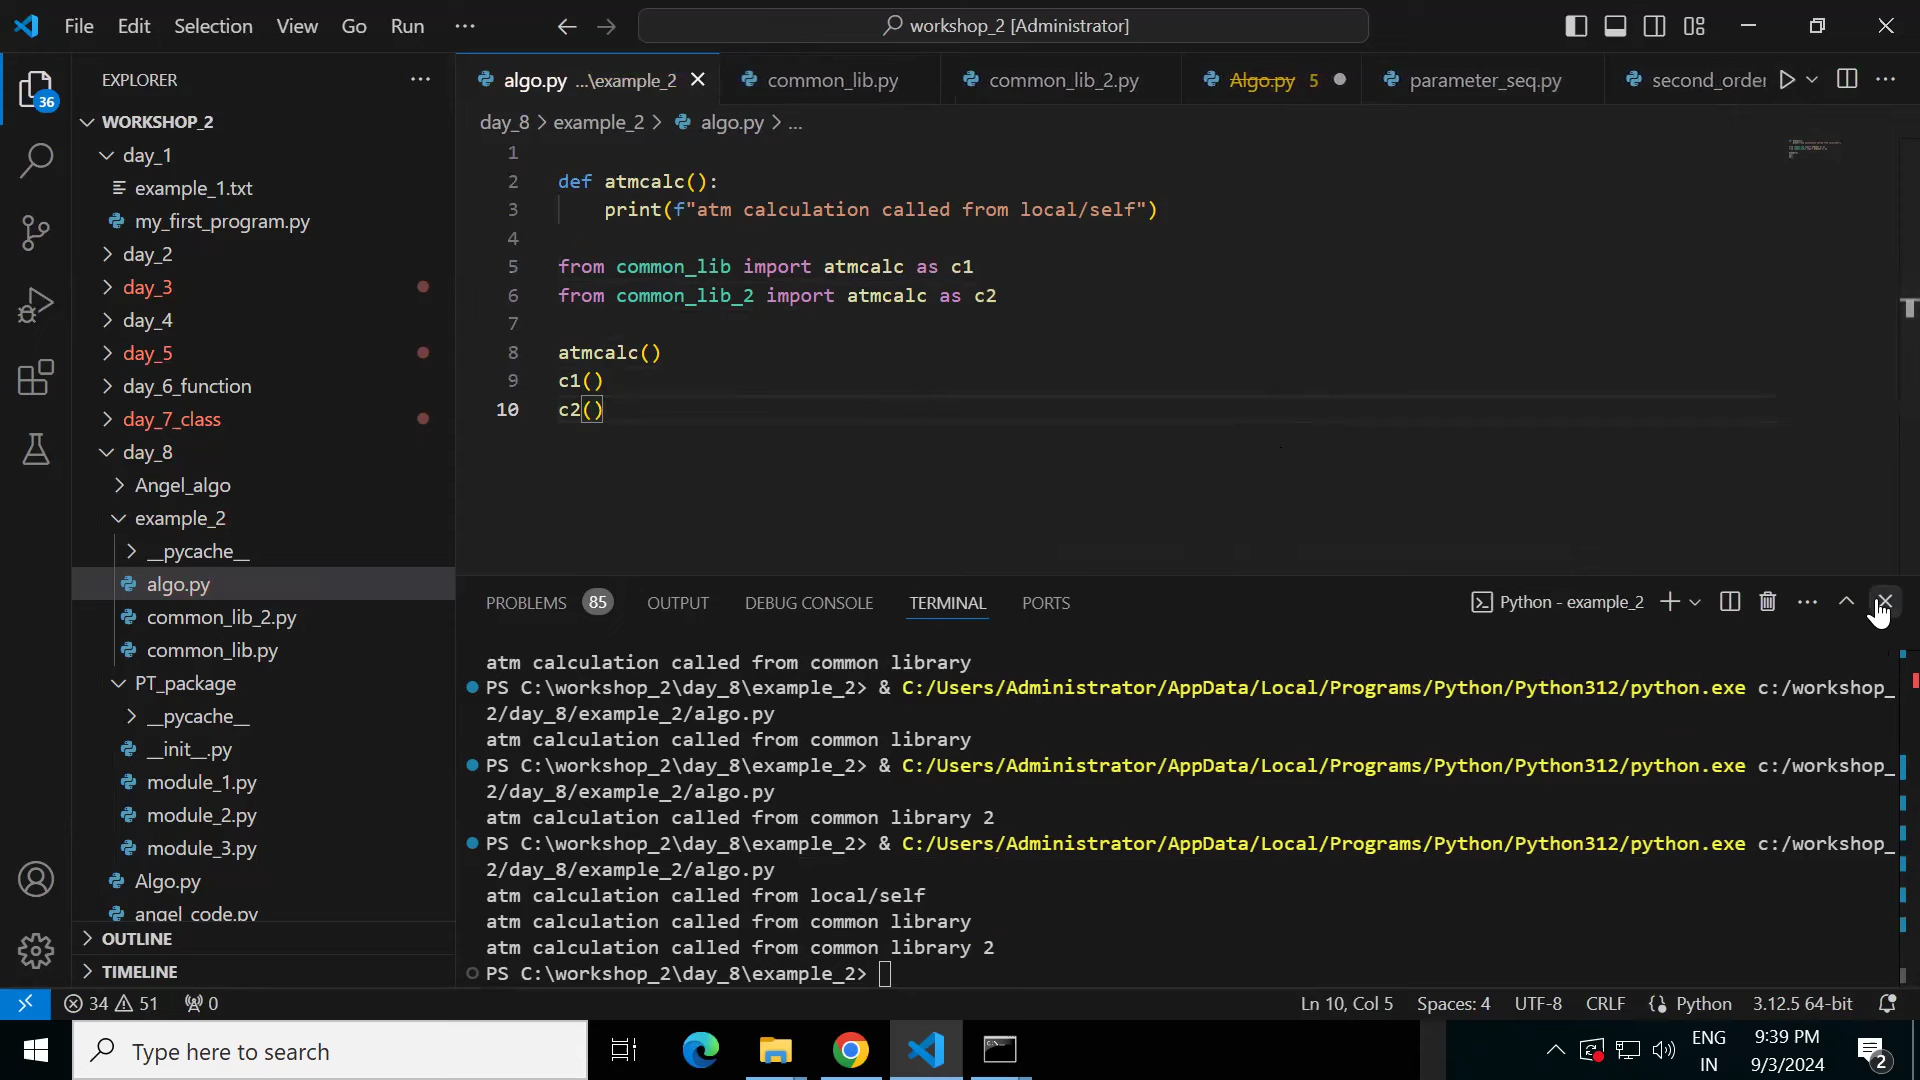 File Edit Selection View Go Run ···
workshop_2 [Administrator]
EXPLORER ···
algo.py ...\example_2
common_lib.py
common_lib_2.py
Algo.py 5
parameter_seq.py
36
WORKSHOP_2
day_1
example_1.txt
my_first_program.py
day_2
day_3
day_4
day_5
day_6_function
day_7_class
day_8
Angel_algo
example_2
__pycache__
algo.py
common_lib_2.py
common_lib.py
PT_package
__pycache__
__init__.py
module_1.py
module_2.py
module_3.py
Algo.py
angel_code.py
OUTLINE
TIMELINE
day_8 > example_2 > algo.py > ...
1
2 def atmcalc():
3 print(f"atm calculation called from local/self")
4
5 from common_lib import atmcalc as c1
6 from common_lib_2 import atmcalc as c2
7
8 atmcalc()
9 c1()
10 c2()
PROBLEMS 85 OUTPUT DEBUG CONSOLE TERMINAL PORTS
Python - example_2
atm calculation called from common library
PS C:\workshop_2\day_8\example_2> & C:/Users/Administrator/AppData/Local/Programs/Python/Python312/python.exe c:/workshop_
2/day_8/example_2/algo.py
atm calculation called from common library
PS C:\workshop_2\day_8\example_2> & C:/Users/Administrator/AppData/Local/Programs/Python/Python312/python.exe c:/workshop_
2/day_8/example_2/algo.py
atm calculation called from common library 2
PS C:\workshop_2\day_8\example_2> & C:/Users/Administrator/AppData/Local/Programs/Python/Python312/python.exe c:/workshop_
2/day_8/example_2/algo.py
atm calculation called from local/self
atm calculation called from common library
atm calculation called from common library 2
PS C:\workshop_2\day_8\example_2>
34 51 0
Ln 10, Col 5 Spaces: 4 UTF-8 CRLF Python 3.12.5 64-bit
Type here to search
ENG
IN
9:39 PM
9/3/2024
2